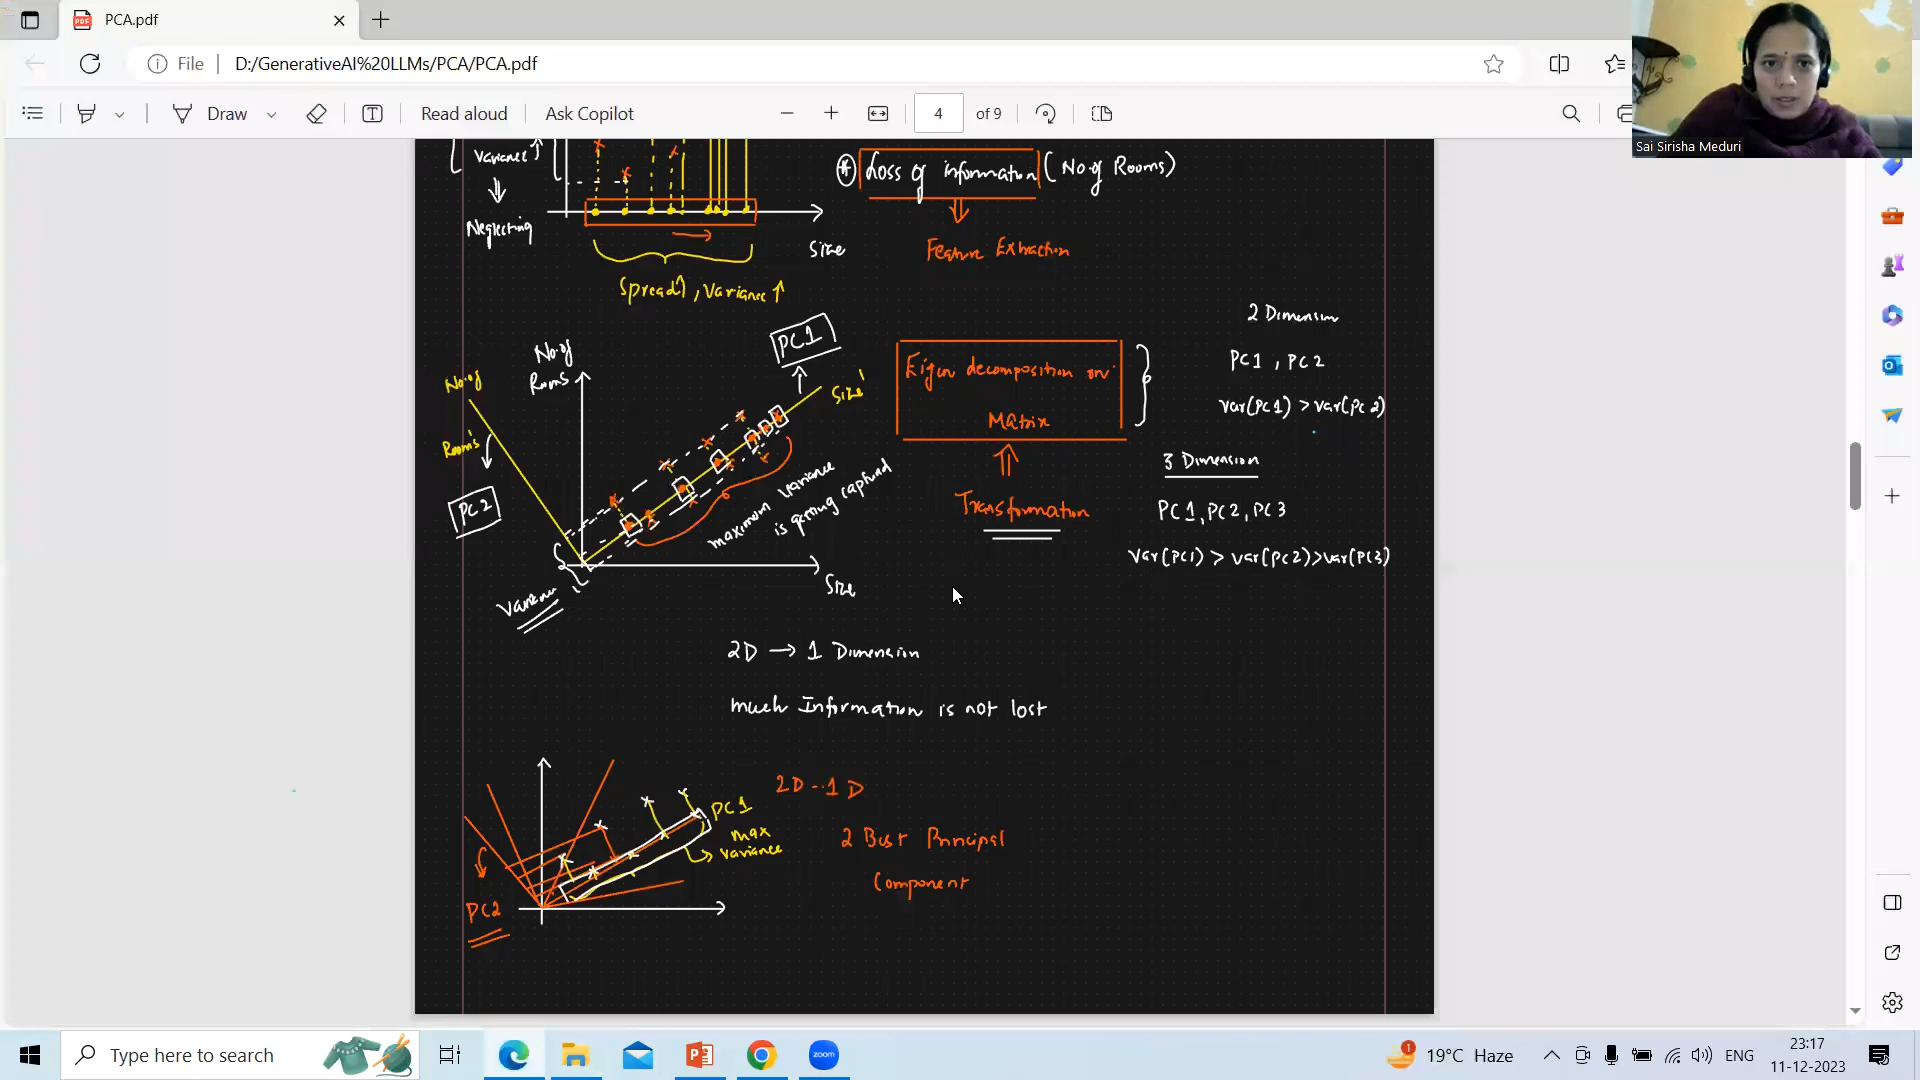 PCA.pdf
File
D:/GenerativeAI%20LLMs/PCA/PCA.pdf
Draw
Read aloud
Ask Copilot
4
of 9
Sai Sirisha Meduri
Variance ↑
Neglecting
Size
Spread↑, Variance ↑
Loss of information (No.of Rooms)
Feature Extraction
No.of
Rooms
No.of
Rooms'
PC1
Size'
PC2
maximum variance
is getting captured
Variance
Size
Eigen decomposition on
Matrix
Transformation
2 Dimension
PC1, PC2
Var(PC1) > Var(PC2)
3 Dimension
PC1, PC2, PC3
Var(PC1) > Var(PC2) > Var(PC3)
2D → 1 Dimension
much Information is not lost
PC1
max
variance
PC2
2D - 1D
2 Best Principal
Component
Type here to search
zoom
1
19°C Haze
ENG
23:17
11-12-2023